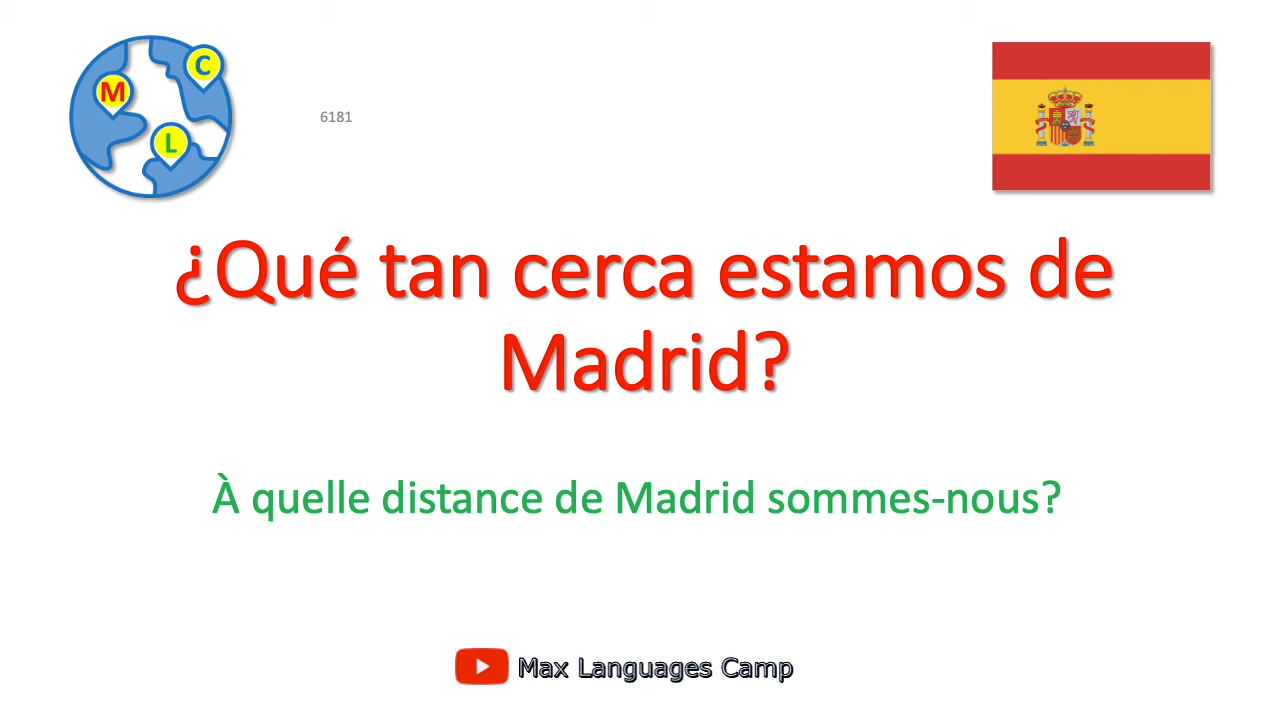 M
C
L
6181
¿Qué tan cerca estamos de
Madrid?
À quelle distance de Madrid sommes-nous?
Max Languages Camp